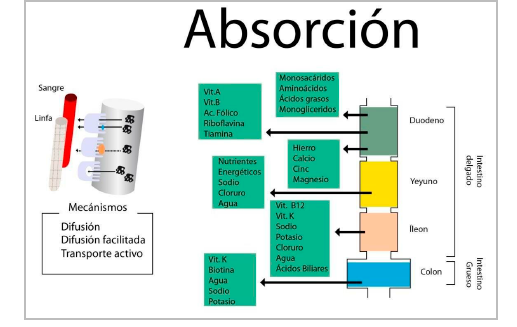 Absorción
Sangre
Linfa
Mecánismos
Difusión
Difusión facilitada
Transporte activo
Vit.A
Vit.B
Ac. Fólico
Riboflavina
Tiamina
Monosacáridos
Aminoácidos
Ácidos grasos
Monoglicéridos
Hierro
Calcio
Cinc
Magnesio
Nutrientes
Energéticos
Sodio
Cloruro
Agua
Vit. B12
Vit. K
Sodio
Potasio
Cloruro
Agua
Ácidos Biliares
Vit. K
Biotina
Agua
Sodio
Potasio
Duodeno
Yeyuno
Ileon
Colon
Intestino
delgado
Intestino
Grueso